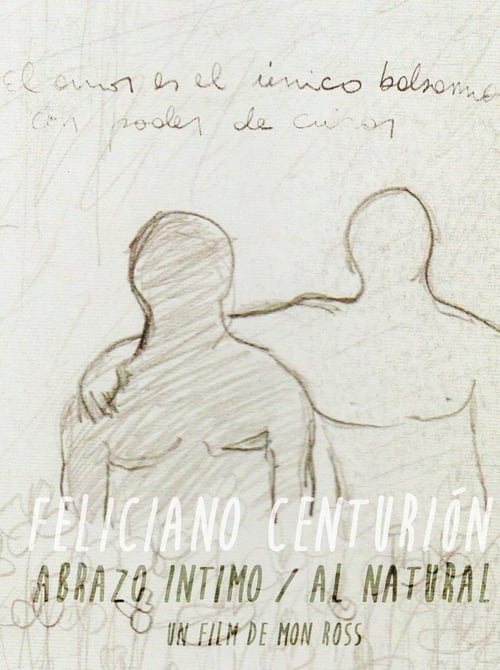 El amor es el único balsamo
con poder de curar
FELICIANO CENTURIÓN
ABRAZO INTIMO / AL NATURAL
UN FILM DE MON ROSS